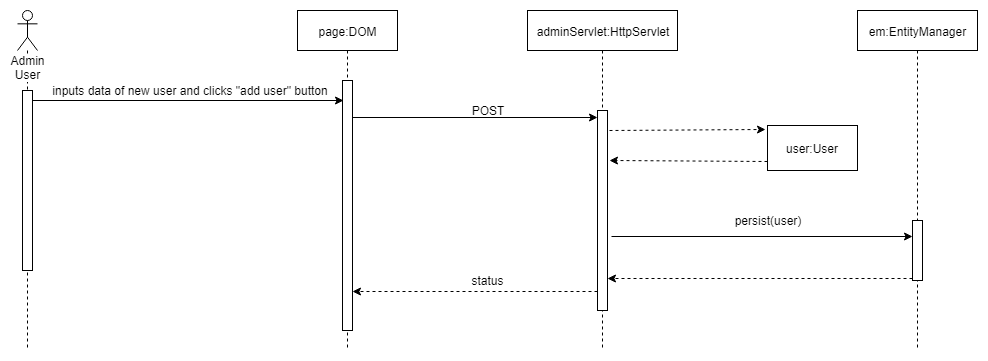 page:DOM
adminServlet:HttpServlet
em:EntityManager
Admin
User
inputs data of new user and clicks "add user" button
POST
user:User
persist(user)
status